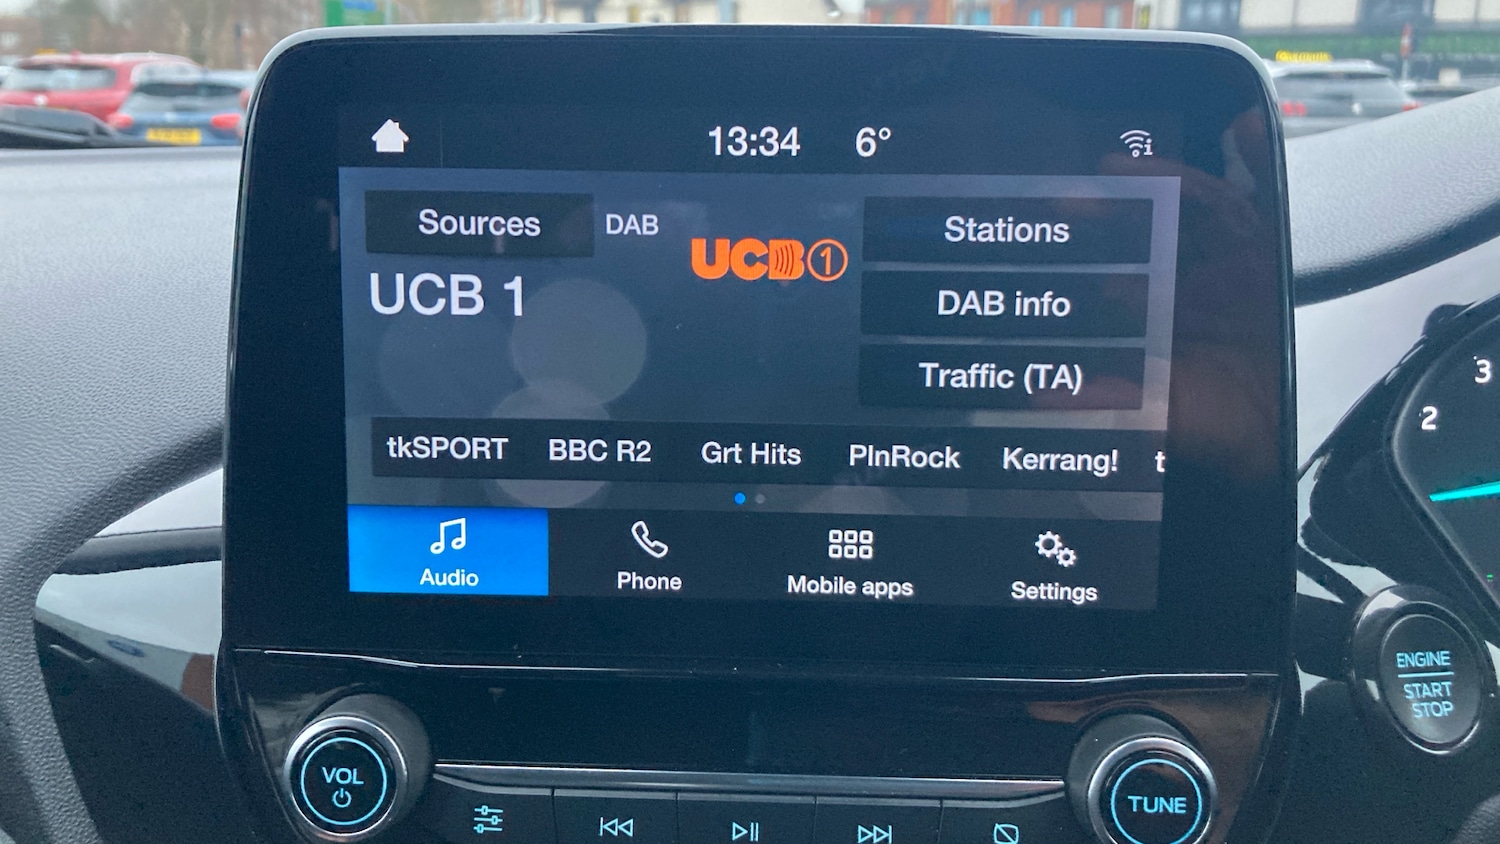 13:34 6°
Sources DAB UCB1 Stations
UCB 1
DAB info
Traffic (TA)
tkSPORT BBC R2 Grt Hits PlnRock Kerrang! t
Audio Phone Mobile apps Settings
3
2
ENGINE
START
STOP
VOL
TUNE